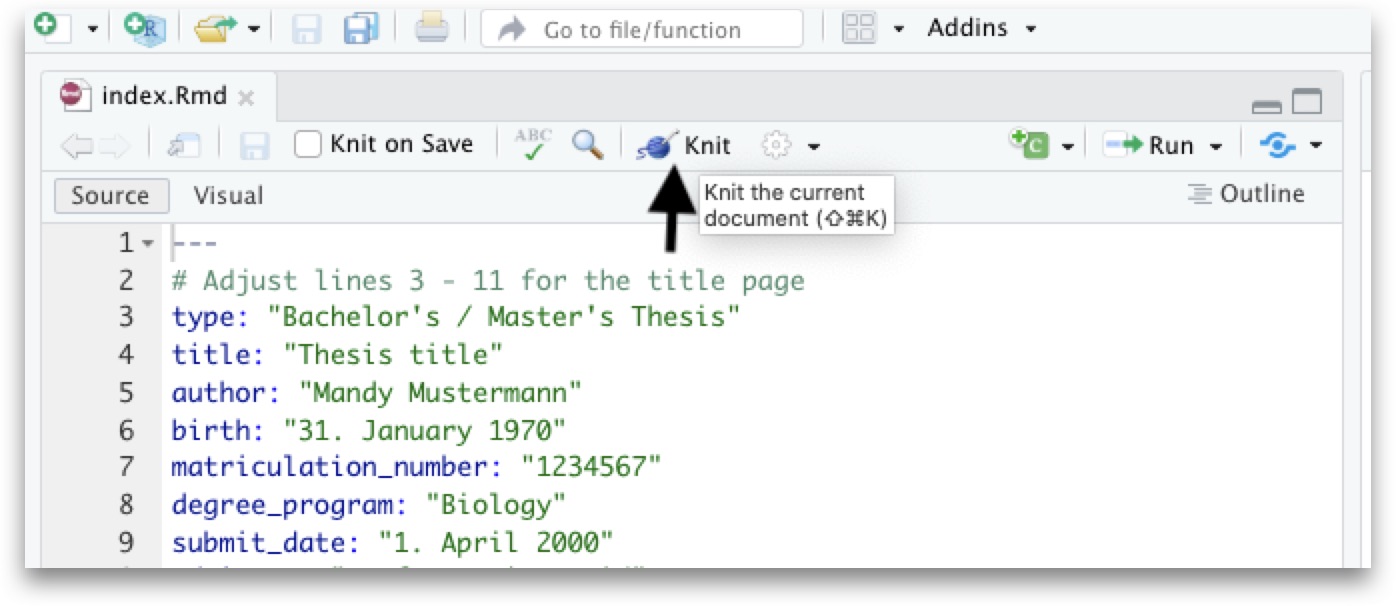 Go to file/function
Addins
index.Rmd
Knit on Save
ABC
Knit
Run
Source
Visual
Knit the current
document (⇧⌘K)
Outline
1 ---
2 # Adjust lines 3 - 11 for the title page
3 type: "Bachelor's / Master's Thesis"
4 title: "Thesis title"
5 author: "Mandy Mustermann"
6 birth: "31. January 1970"
7 matriculation_number: "1234567"
8 degree_program: "Biology"
9 submit_date: "1. April 2000"